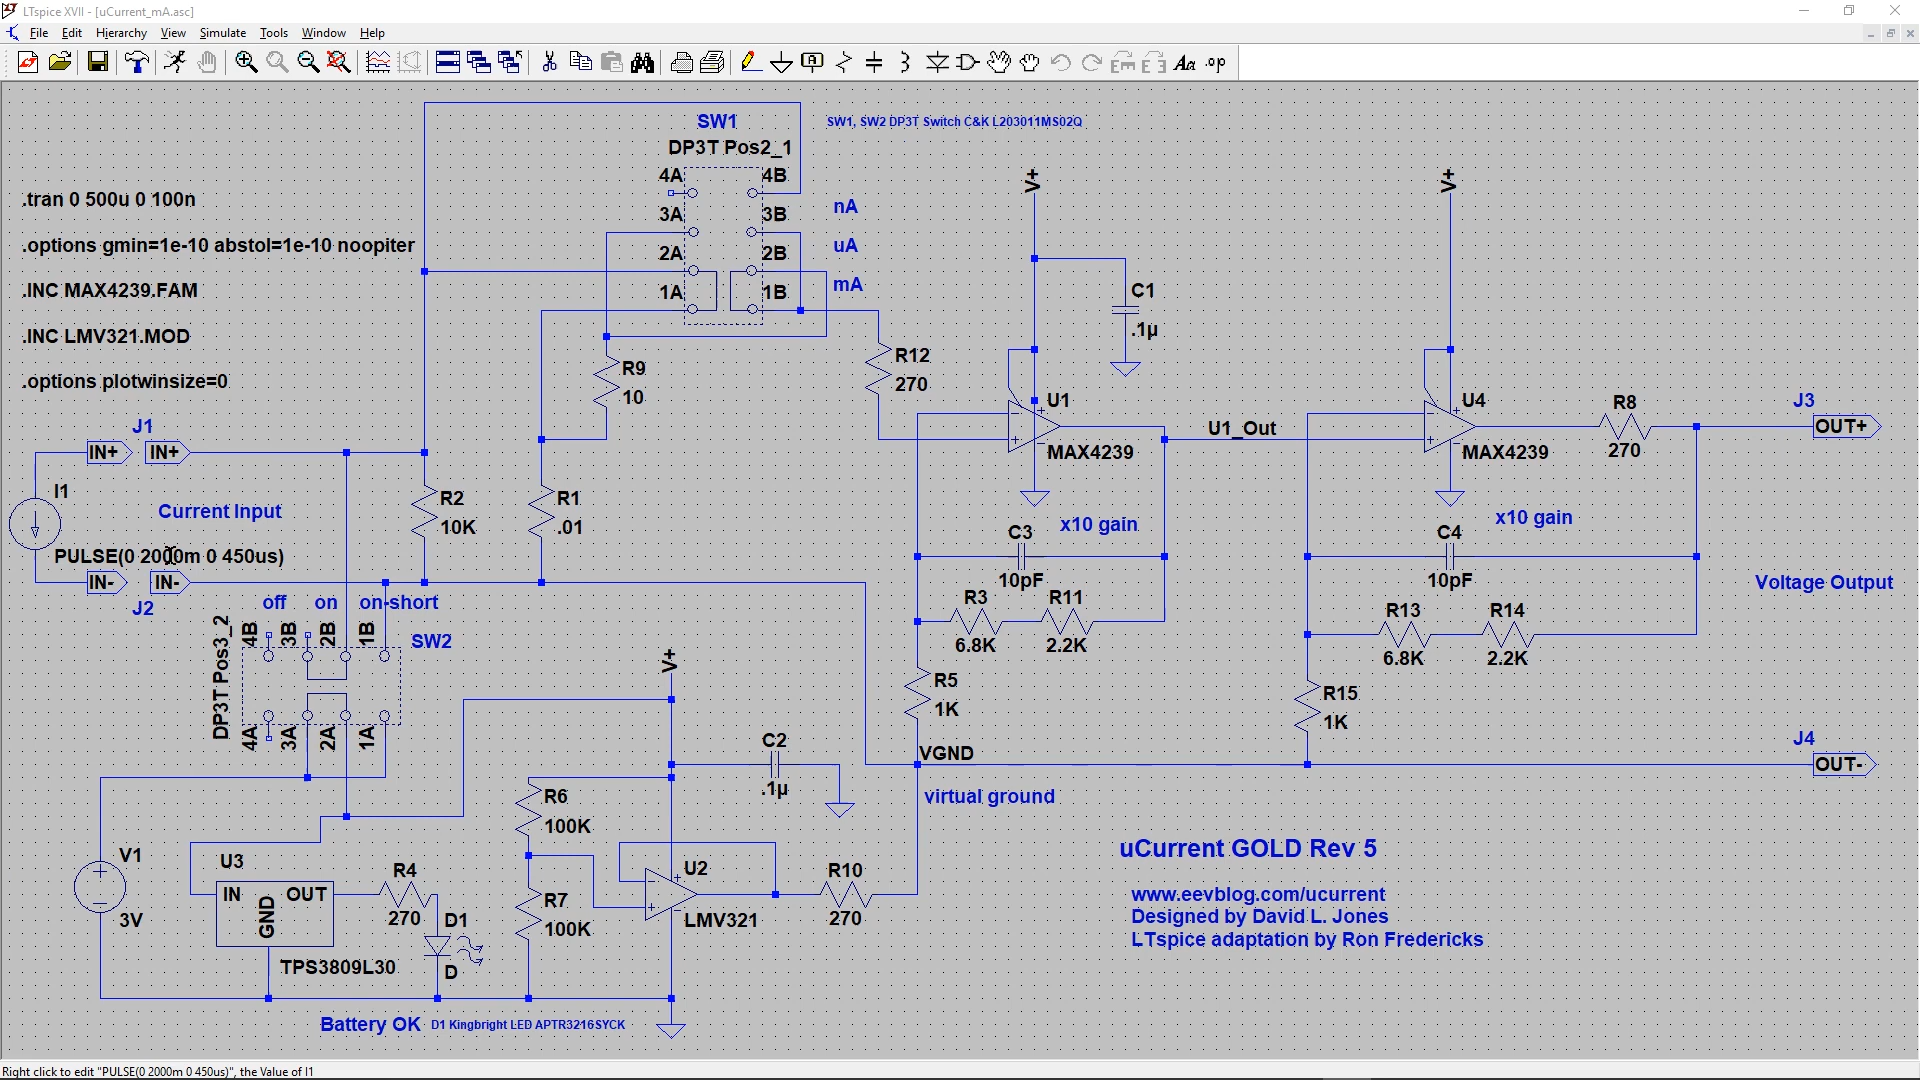 LTspice XVII - [uCurrent_mA.asc]
File Edit Hierarchy View Simulate Tools Window Help
SW1
DP3T Pos2_1
SW1, SW2 DP3T Switch C&K L203011MS02Q
4A 4B
3A 3B nA
2A 2B uA
1A 1B mA
.tran 0 500u 0 100n
.options gmin=1e-10 abstol=1e-10 noopiter
.INC MAX4239.FAM
.INC LMV321.MOD
.options plotwinsize=0
V+
V+
C1
.1µ
R9
10
R12
270
J1
IN+ IN+
I1
Current Input
PULSE(0 2000m 0 450us)
IN- IN-
J2
R2
10K
R1
.01
U1
MAX4239
U1_Out
U4
MAX4239
R8
270
J3
OUT+
x10 gain
C3
10pF
R3 R11
6.8K 2.2K
R5
1K
x10 gain
C4
10pF
R13 R14
6.8K 2.2K
R15
1K
Voltage Output
off on on-short
DP3T Pos3_2
4B 3B 2B 1B
SW2
4A 3A 2A 1A
V+
C2
.1µ
VGND
virtual ground
J4
OUT-
R6
100K
R7
100K
V1
3V
U3
IN OUT
GND
TPS3809L30
R4
270
D1
D
U2
LMV321
R10
270
uCurrent GOLD Rev 5
www.eevblog.com/ucurrent
Designed by David L. Jones
LTspice adaptation by Ron Fredericks
Battery OK D1 Kingbright LED APTR3216SYCK
Right click to edit "PULSE(0 2000m 0 450us)", the Value of I1